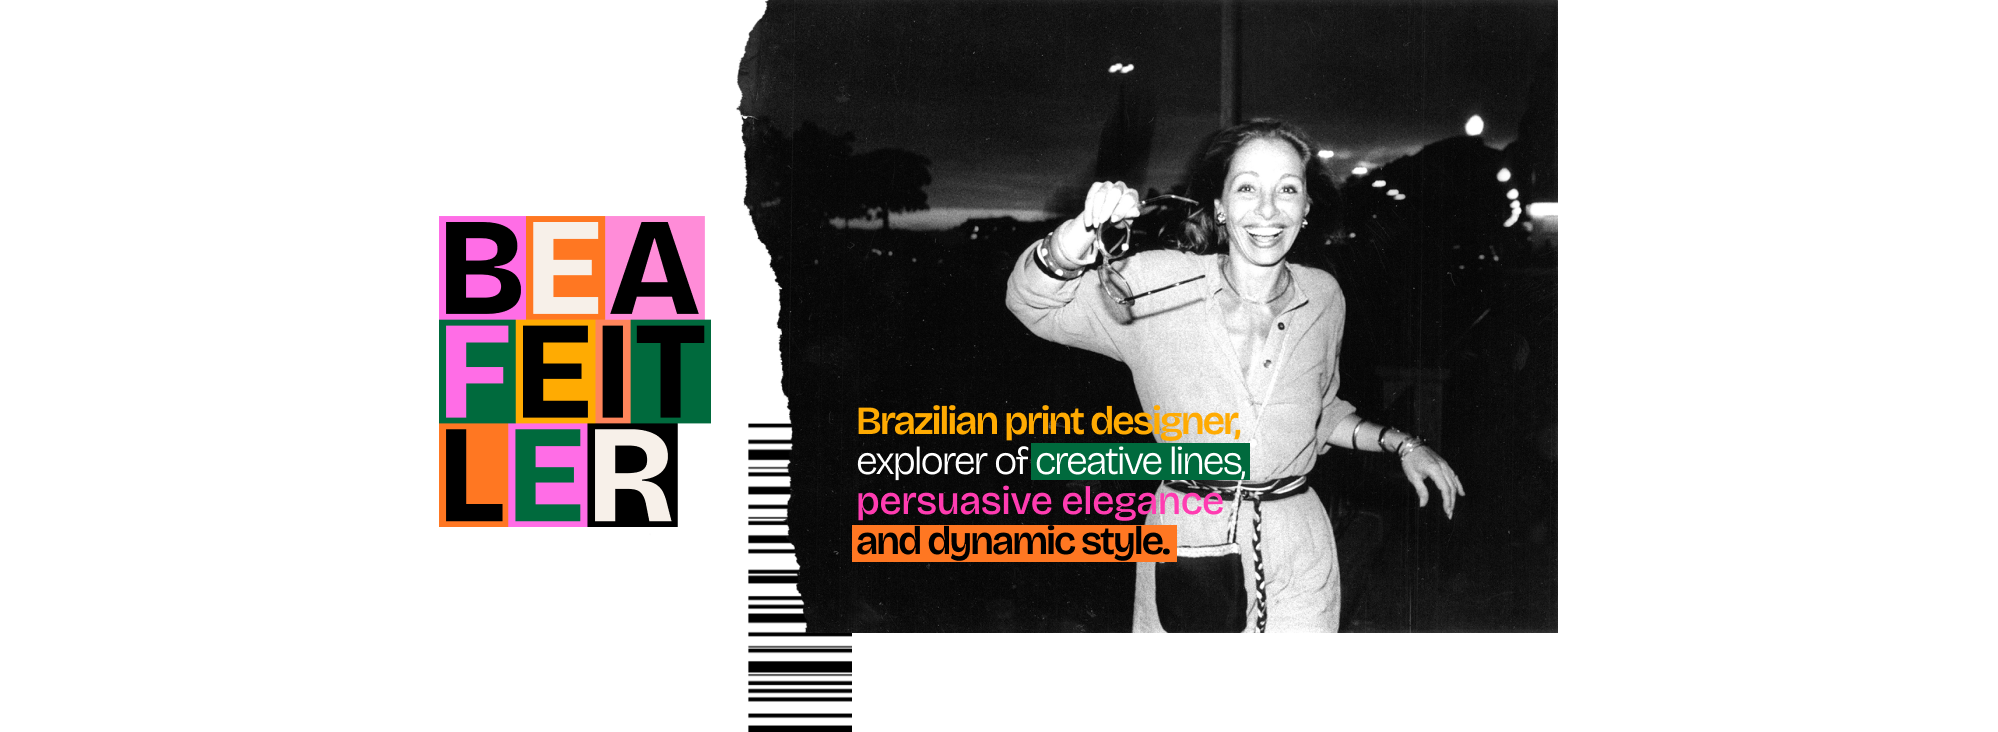 BEA
FEIT
LER
Brazilian print designer,
explorer of creative lines,
persuasive elegance
and dynamic style.